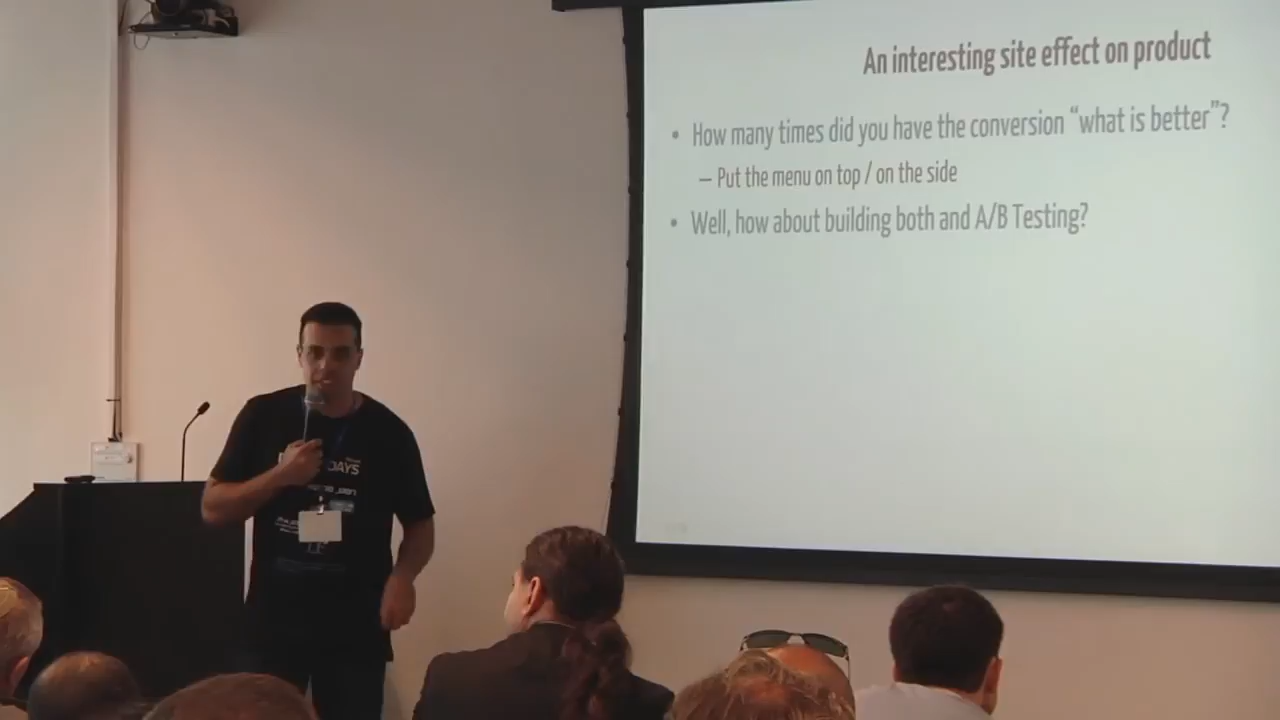 An interesting site effect on product
• How many times did you have the conversion “what is better”?
– Put the menu on top / on the side
• Well, how about building both and A/B Testing?
DAYS